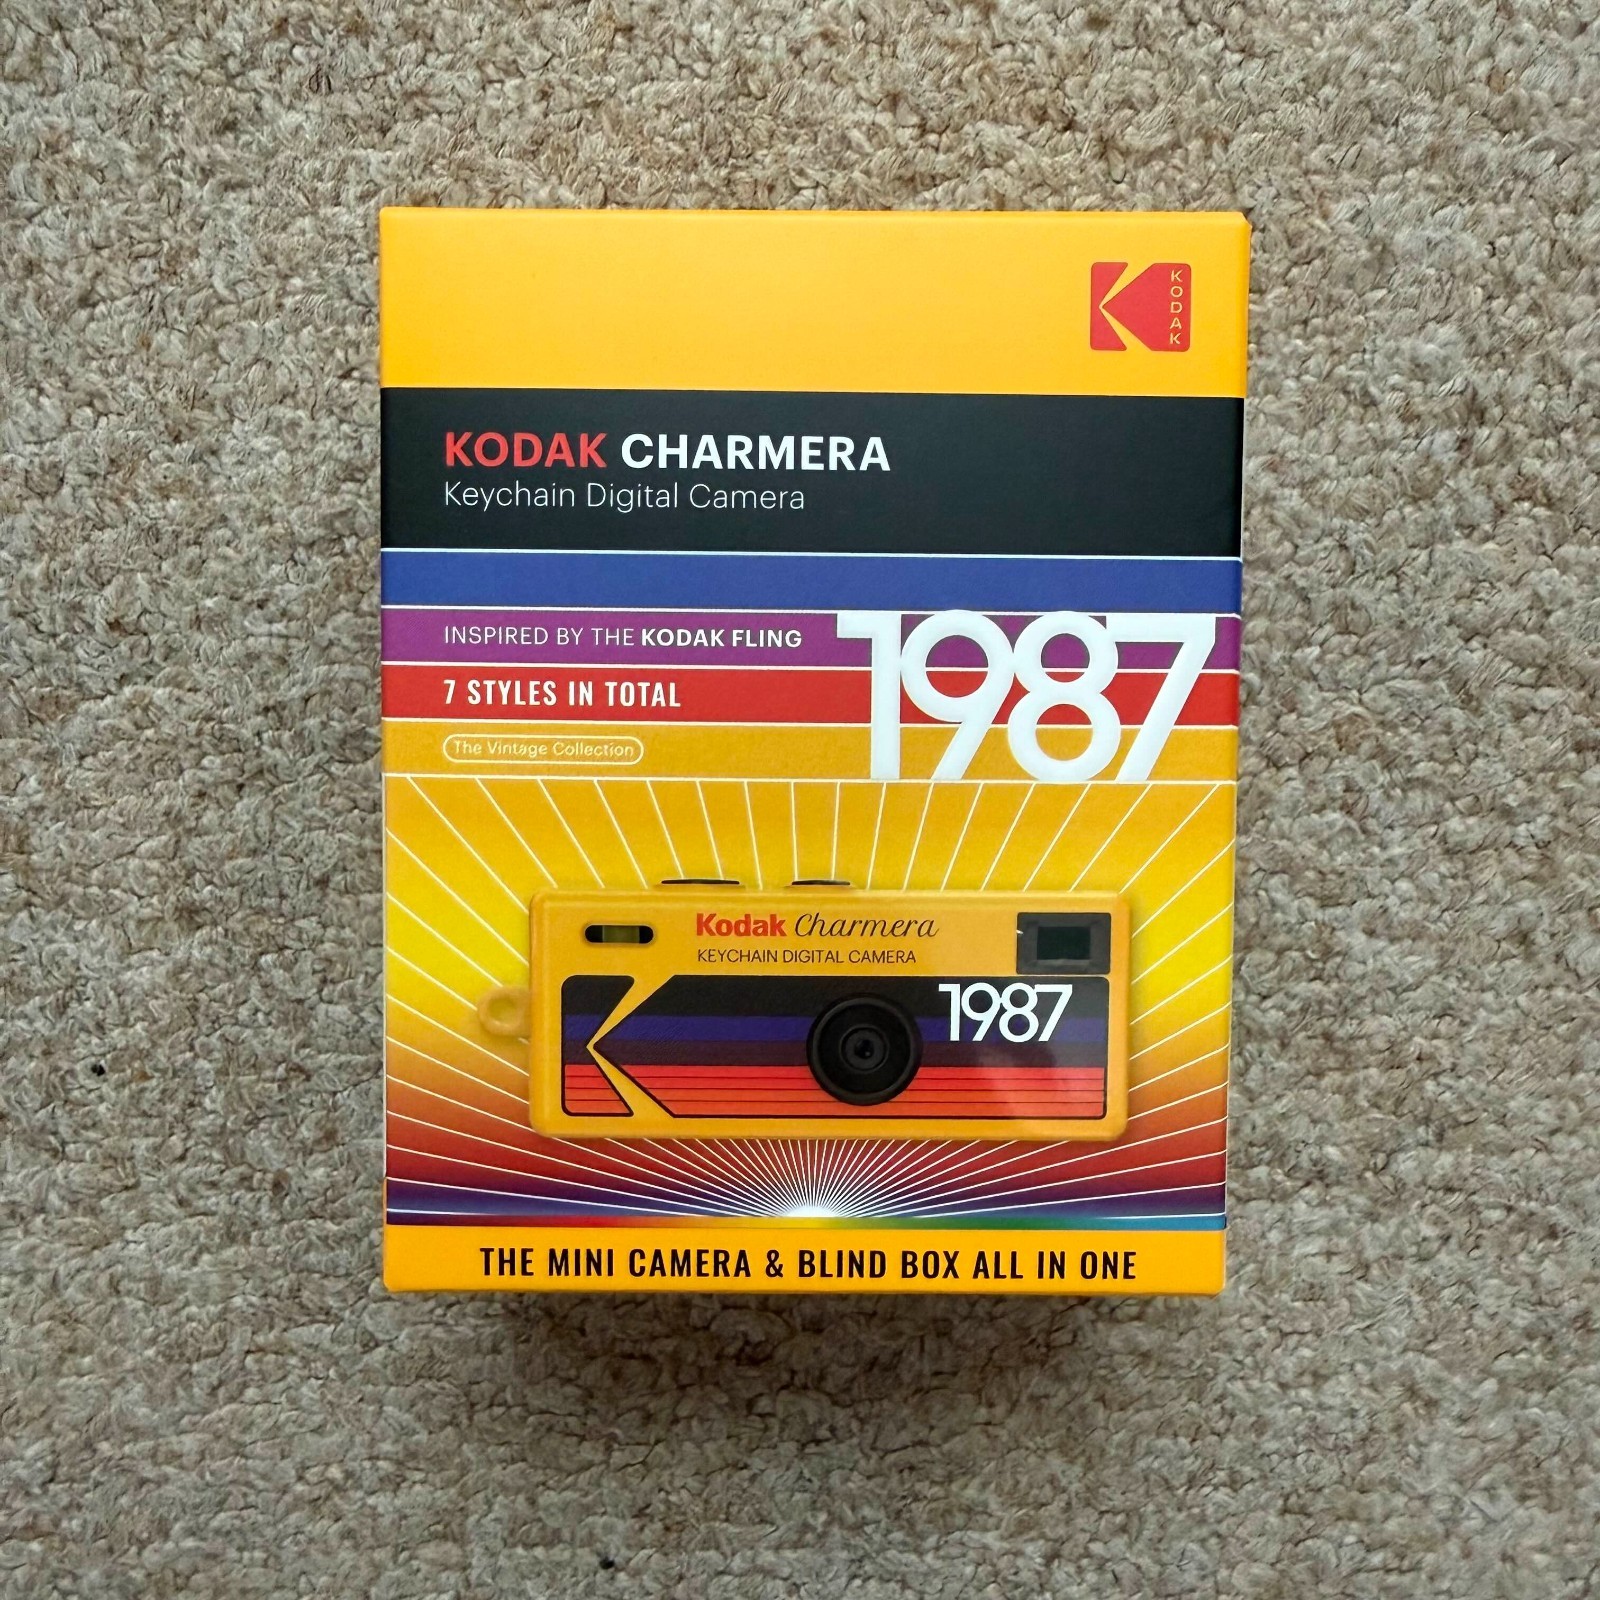 KODAK
KODAK CHARMERA
Keychain Digital Camera
INSPIRED BY THE KODAK FLING
1987
7 STYLES IN TOTAL
The Vintage Collection
Kodak Charmera
KEYCHAIN DIGITAL CAMERA
1987
THE MINI CAMERA & BLIND BOX ALL IN ONE